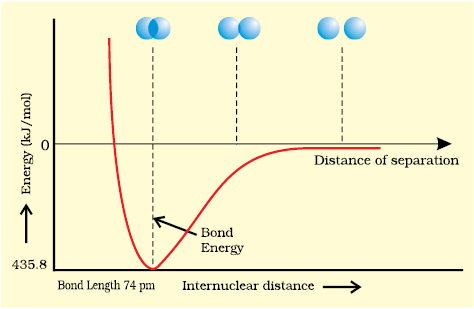 Energy (kJ/mol)
0
Distance of separation
Bond
Energy
435.8
Bond Length 74 pm
Internuclear distance